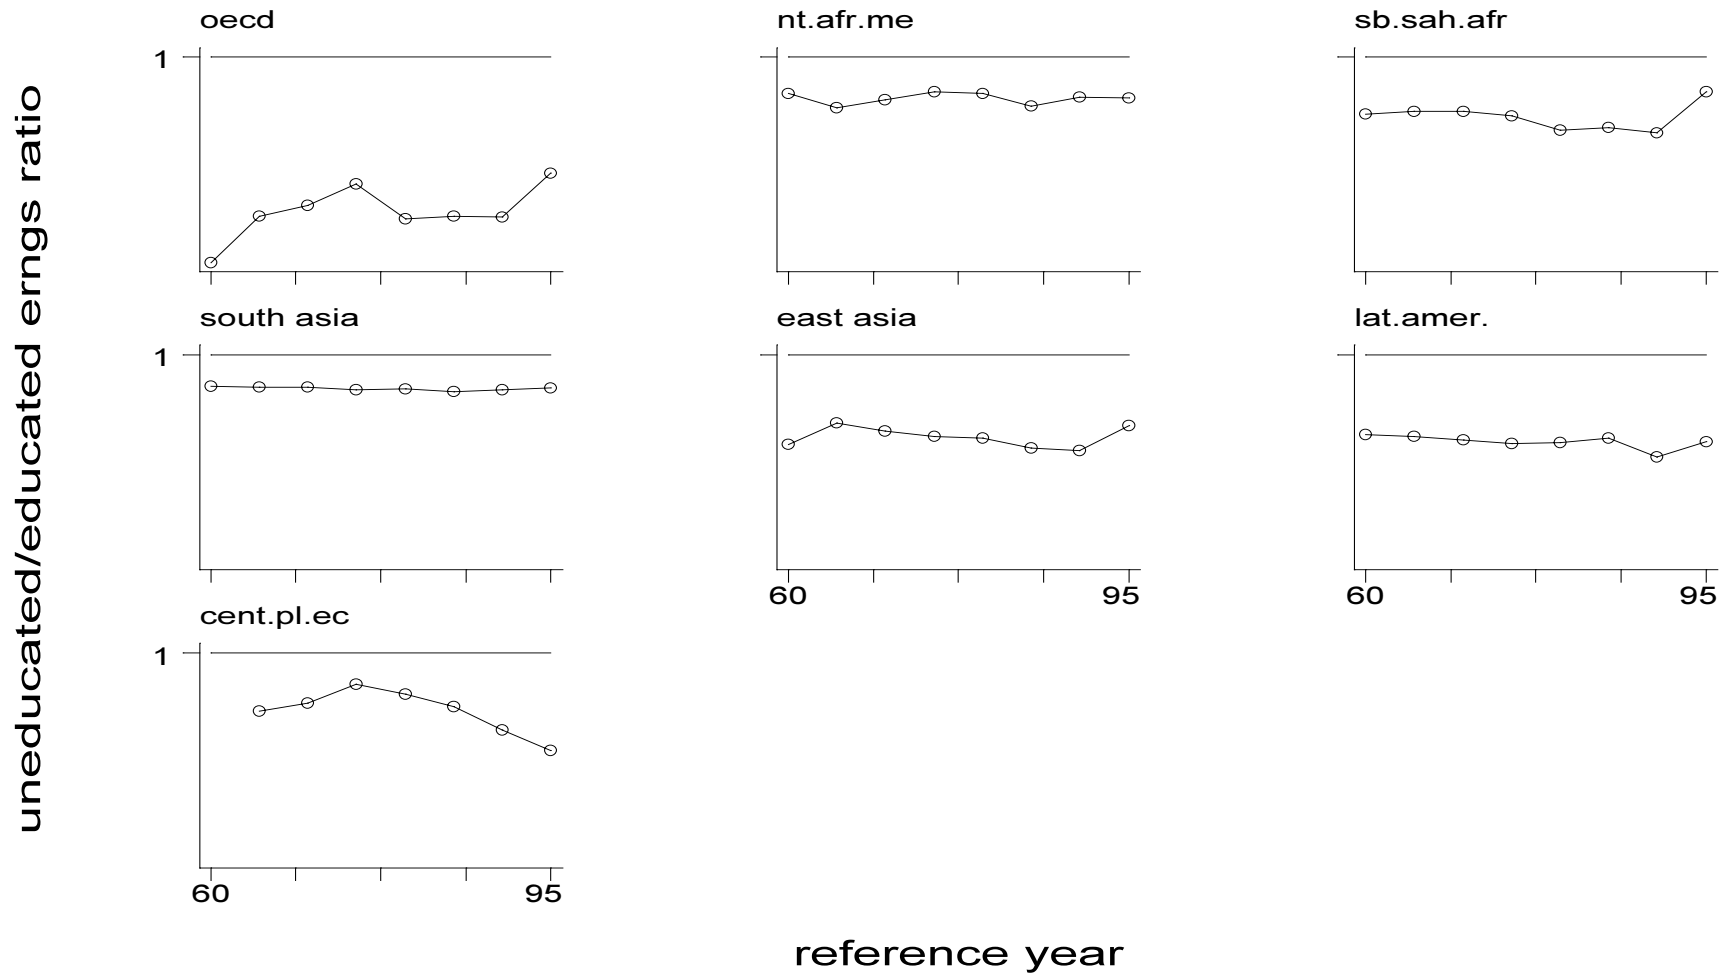 oecd
nt.afr.me
sb.sah.afr
1
south asia
east asia
lat.amer.
1
60
95
60
95
cent.pl.ec
1
60
95
uneducated/educated erngs ratio
reference year